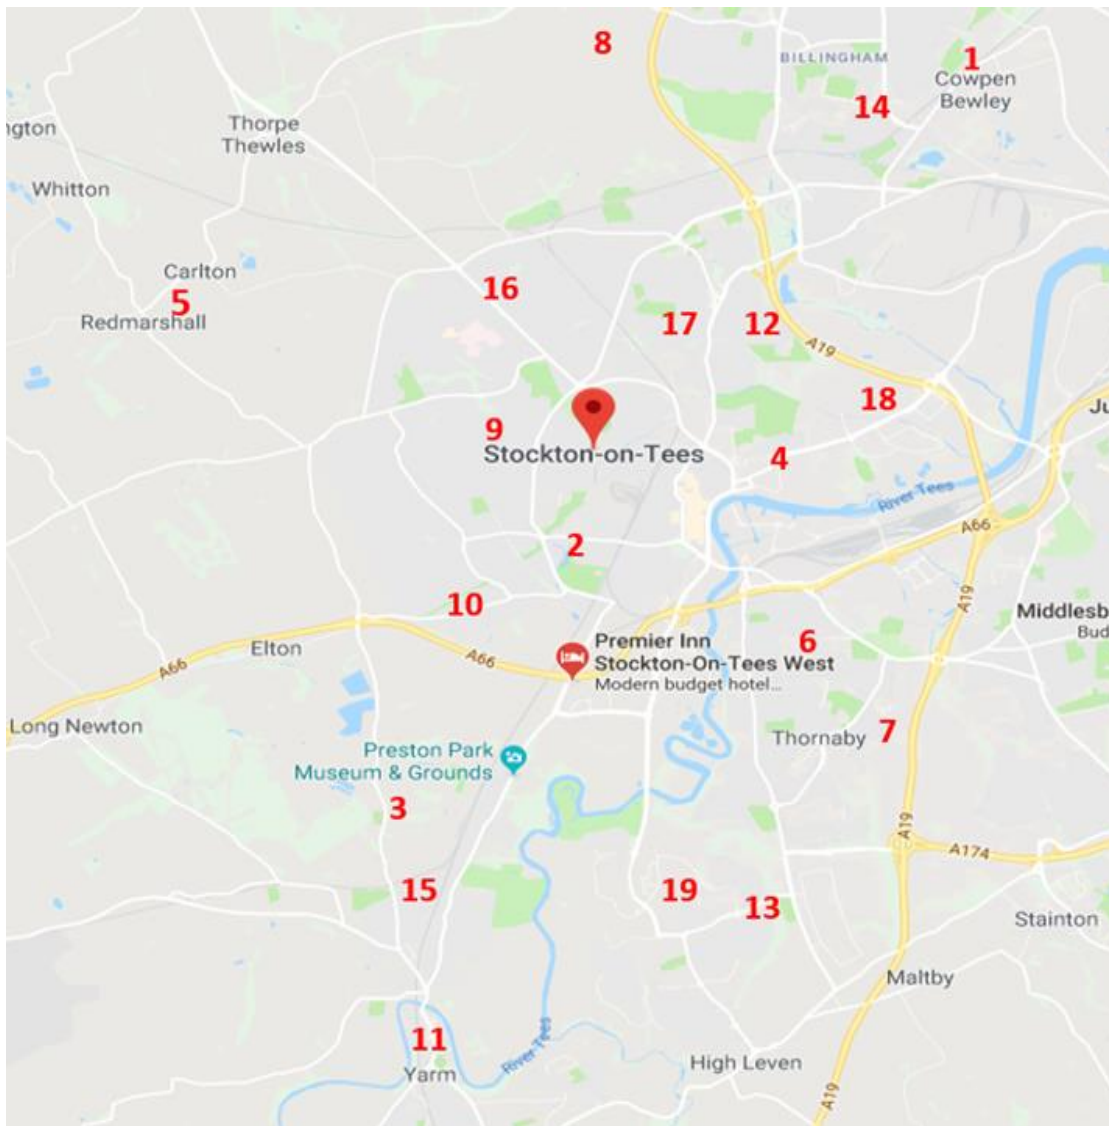 8
BILLINGHAM
1
Cowpen
Bewley
14
ngton
Thorpe
Thewles
Whitton
Carlton
5
Redmarshall
16
17
12
A19
18
Ju
9
Stockton-on-Tees
4
River Tees
A66
2
A19
10
Middlesb
Bud
Elton
A66
A66
Premier Inn
Stockton-On-Tees West
Modern budget hotel...
6
Long Newton
Thornaby
7
Preston Park
Museum & Grounds
3
A19
A174
15
19
13
Stainton
Maltby
11
Yarm
River Tees
High Leven
A19